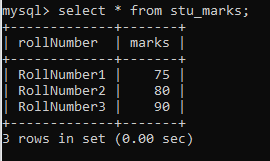 mysql> select * from stu_marks;
+-------------+-------+
| rollNumber  | marks |
+-------------+-------+
| RollNumber1 |    75 |
| RollNumber2 |    80 |
| RollNumber3 |    90 |
+-------------+-------+
3 rows in set (0.00 sec)